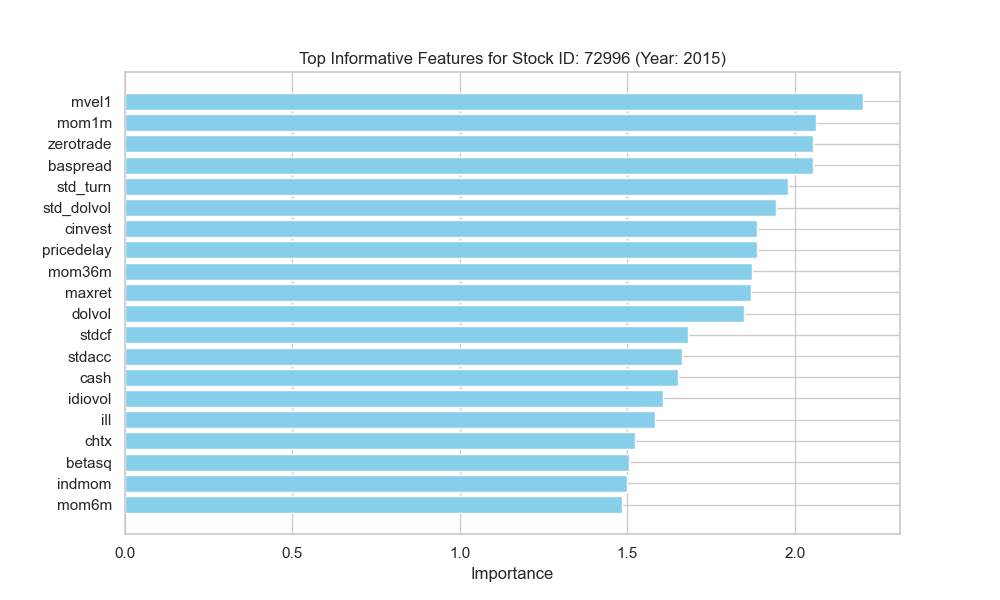 Top Informative Features for Stock ID: 72996 (Year: 2015)
mvel1
mom1m
zerotrade
baspread
std_turn
std_dolvol
cinvest
pricedelay
mom36m
maxret
dolvol
stdcf
stdacc
cash
idiovol
ill
chtx
betasq
indmom
mom6m
0.0 0.5 1.0 1.5 2.0
Importance